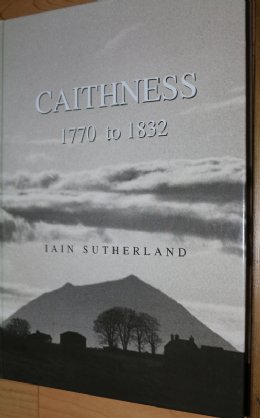 CAITHNESS
1770 to 1832
IAIN SUTHERLAND